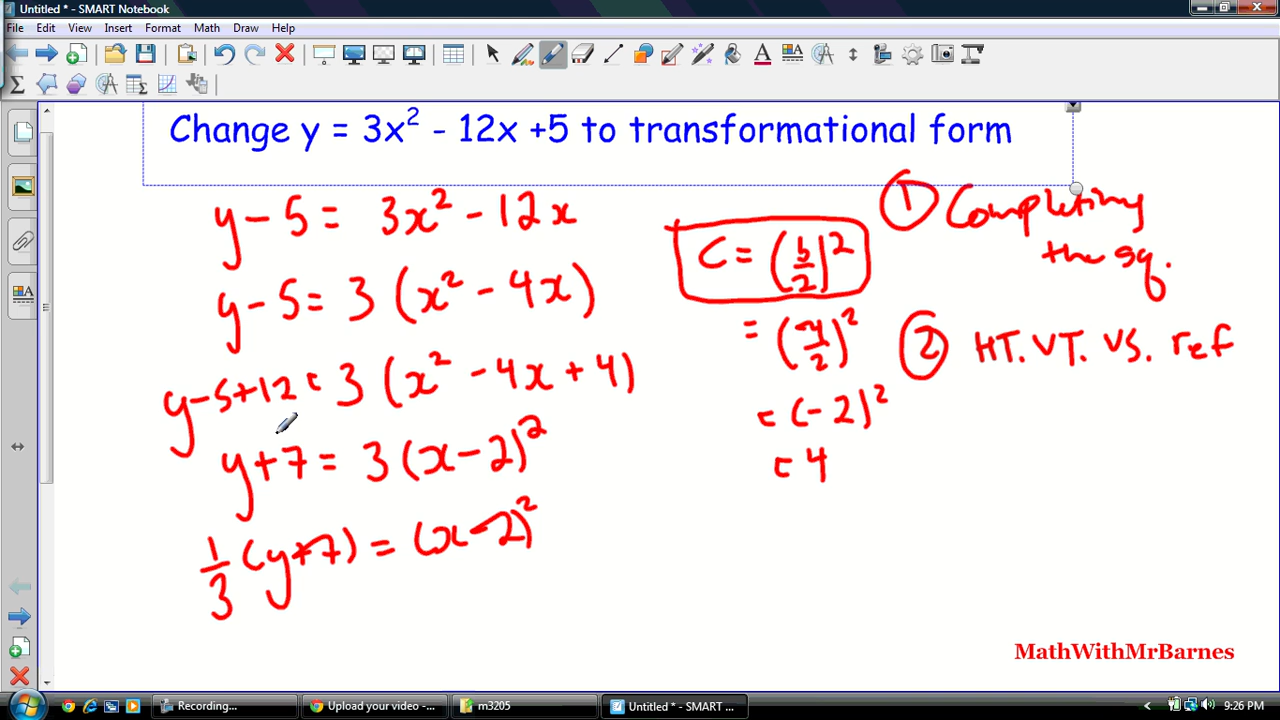 Untitled * - SMART Notebook
File Edit View Insert Format Math Draw Help
Change y = 3x² - 12x +5 to transformational form
y - 5 = 3x² - 12x
y - 5 = 3 (x² - 4x)
y - 5 + 12 = 3 (x² - 4x + 4)
y + 7 = 3 (x - 2)²
1/3 (y + 7) = (x - 2)²
C = (b/2)²
= (-4/2)²
= (-2)²
= 4
① Completing
the sq.
② HT. VT. VS. ref
MathWithMrBarnes
Recording...
Upload your video -...
m3205
Untitled * - SMART ...
9:26 PM